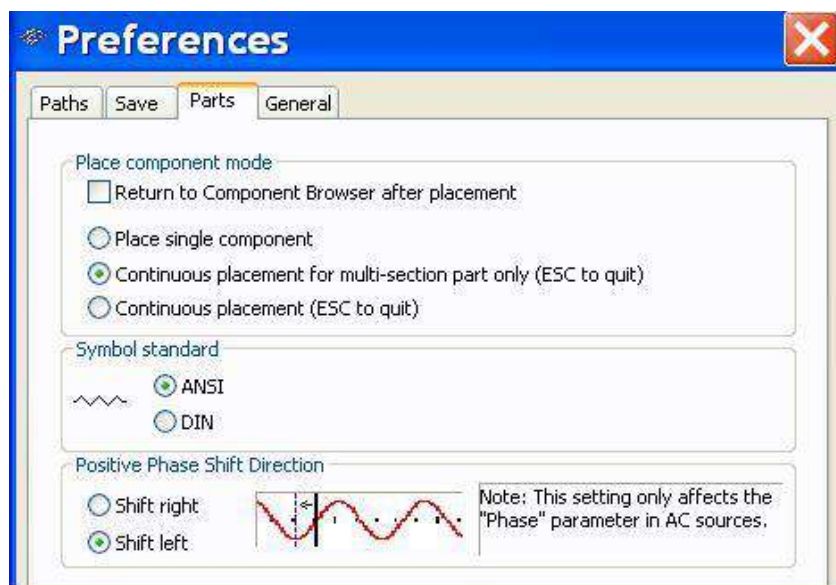 Preferences
Paths Save Parts General
Place component mode
Return to Component Browser after placement
Place single component
Continuous placement for multi-section part only (ESC to quit)
Continuous placement (ESC to quit)
Symbol standard
ANSI
DIN
Positive Phase Shift Direction
Shift right
Shift left
Note: This setting only affects the
"Phase" parameter in AC sources.